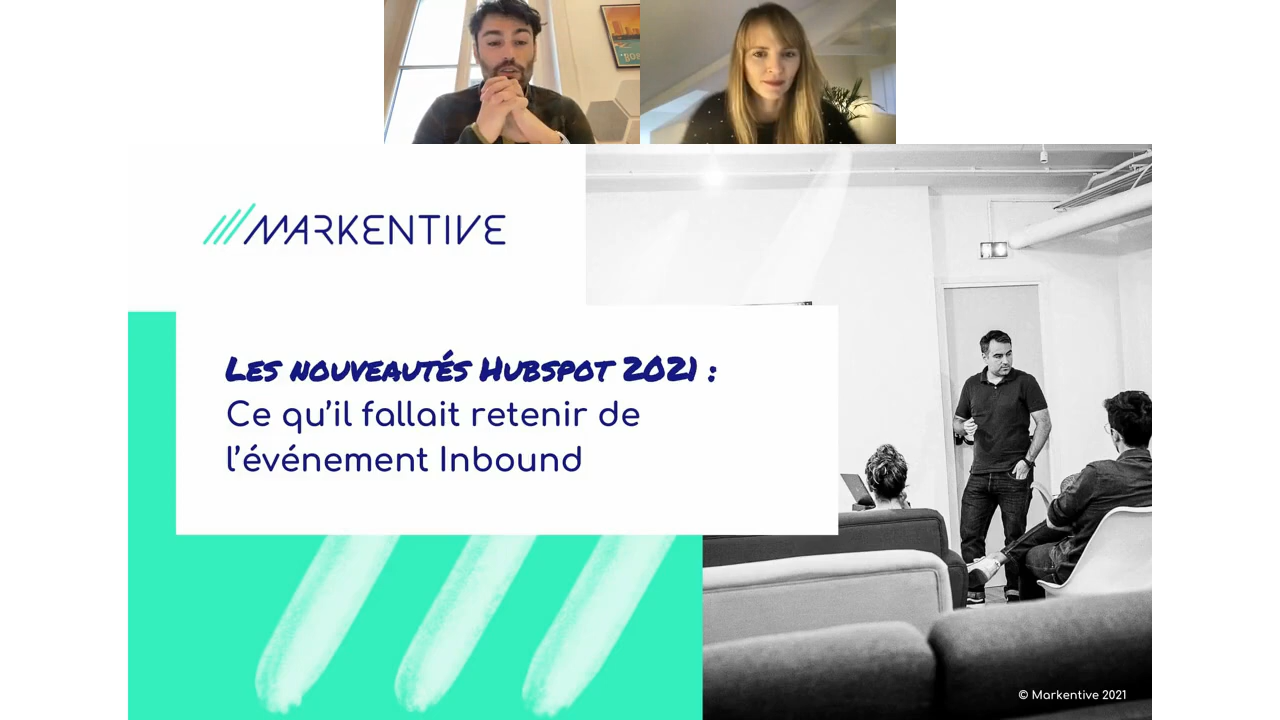 MARKENTIVE
Les nouveautés Hubspot 2021 :
Ce qu’il fallait retenir de
l’événement Inbound
© Markentive 2021